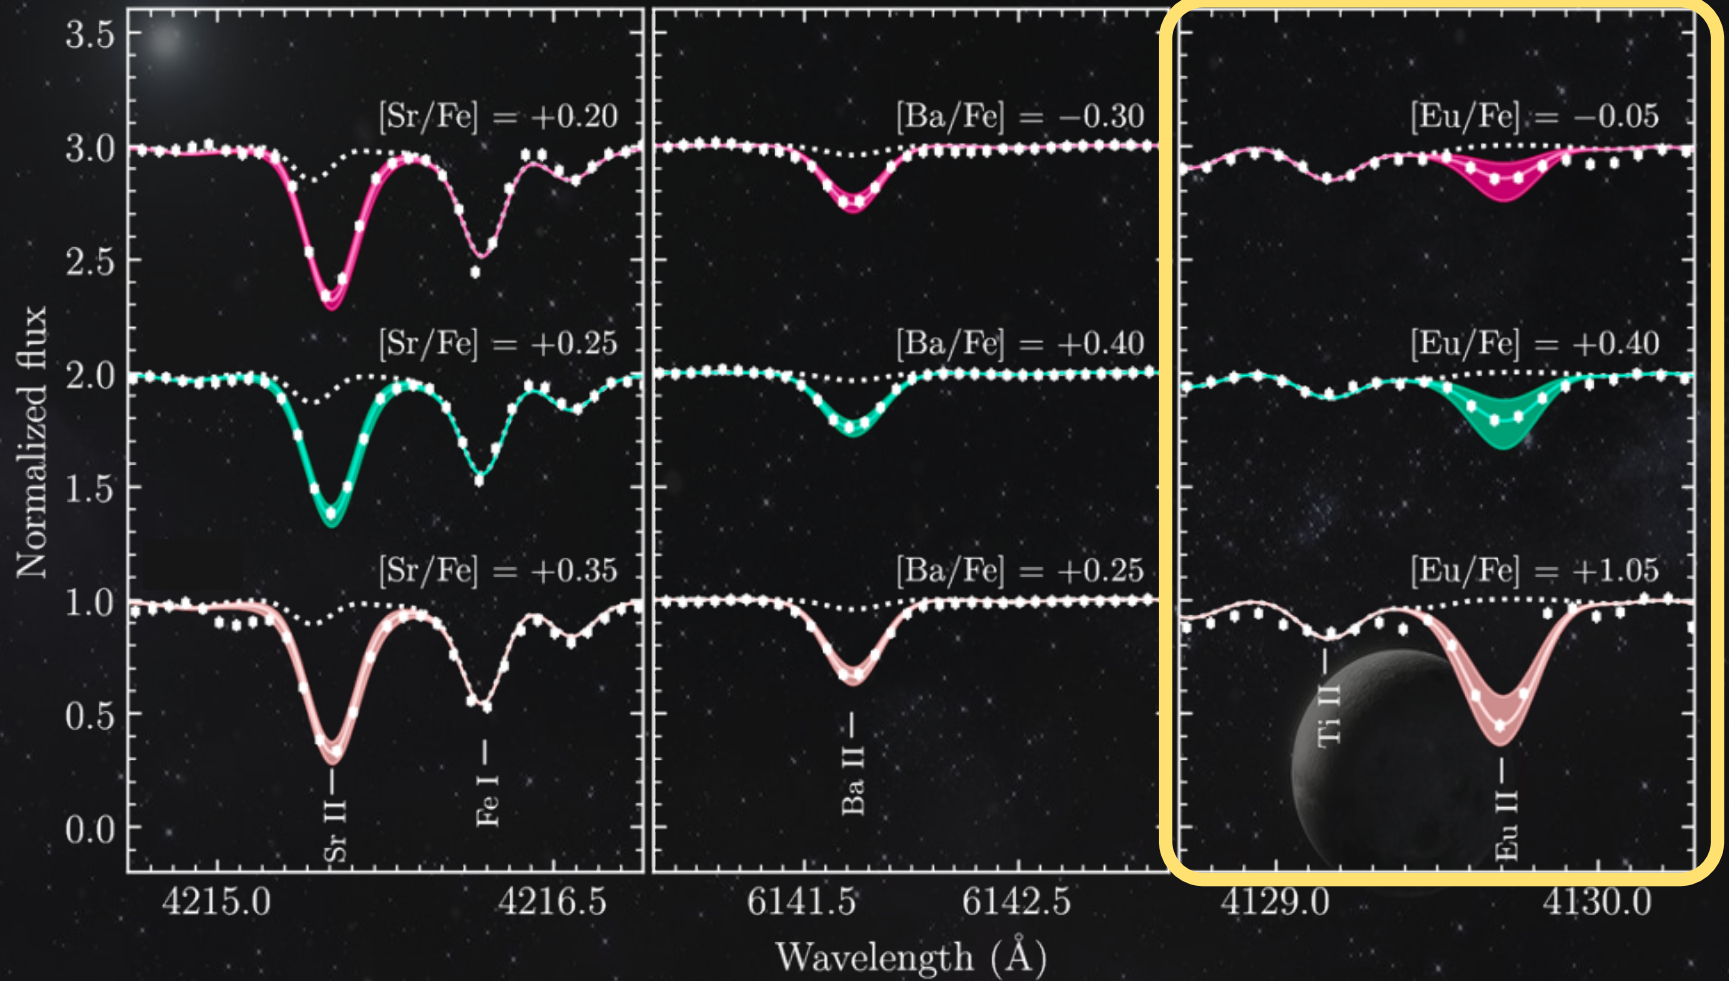 3.5
3.0
2.5
2.0
1.5
1.0
0.5
0.0
Normalized flux
[Sr/Fe] = +0.20
[Sr/Fe] = +0.25
[Sr/Fe] = +0.35
Sr II
Fe I
4215.0
4216.5
[Ba/Fe] = −0.30
[Ba/Fe] = +0.40
[Ba/Fe] = +0.25
Ba II
6141.5
6142.5
[Eu/Fe] = −0.05
[Eu/Fe] = +0.40
[Eu/Fe] = +1.05
Ti II
Eu II
4129.0
4130.0
Wavelength (Å)